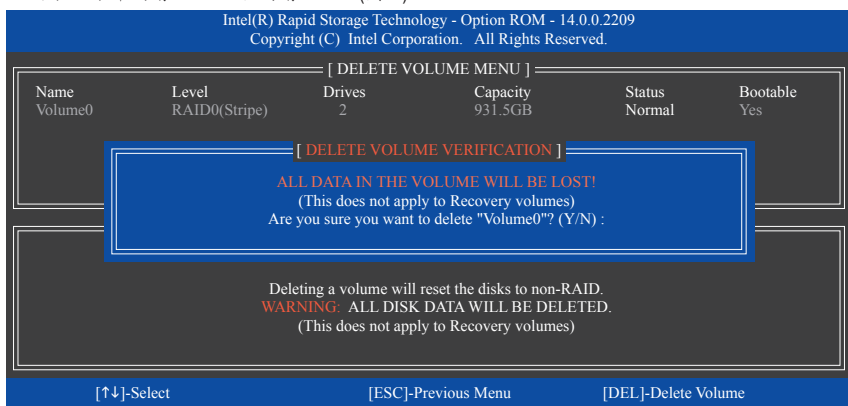 Intel(R) Rapid Storage Technology - Option ROM - 14.0.0.2209
Copyright (C) Intel Corporation. All Rights Reserved.
[ DELETE VOLUME MENU ]
Name Level Drives Capacity Status Bootable
Volume0 RAID0(Stripe) 2 931.5GB Normal Yes
[ DELETE VOLUME VERIFICATION ]
ALL DATA IN THE VOLUME WILL BE LOST!
(This does not apply to Recovery volumes)
Are you sure you want to delete "Volume0"? (Y/N) :
Deleting a volume will reset the disks to non-RAID.
WARNING: ALL DISK DATA WILL BE DELETED.
(This does not apply to Recovery volumes)
[↑↓]-Select [ESC]-Previous Menu [DEL]-Delete Volume